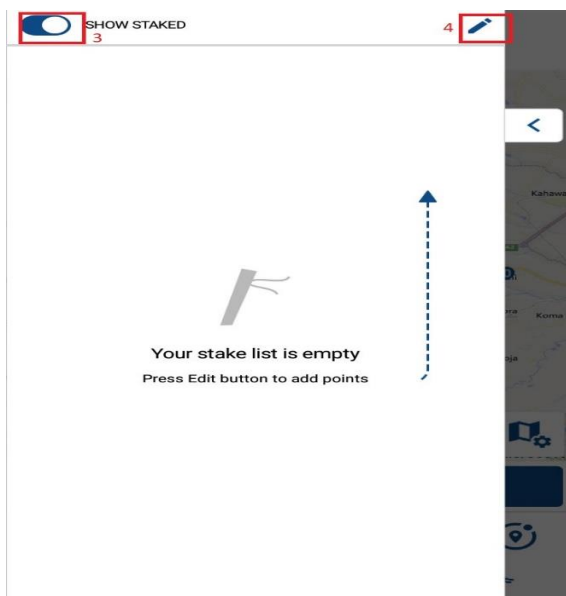 SHOW STAKED
3
4
Kahawa
Koma
Your stake list is empty
Press Edit button to add points